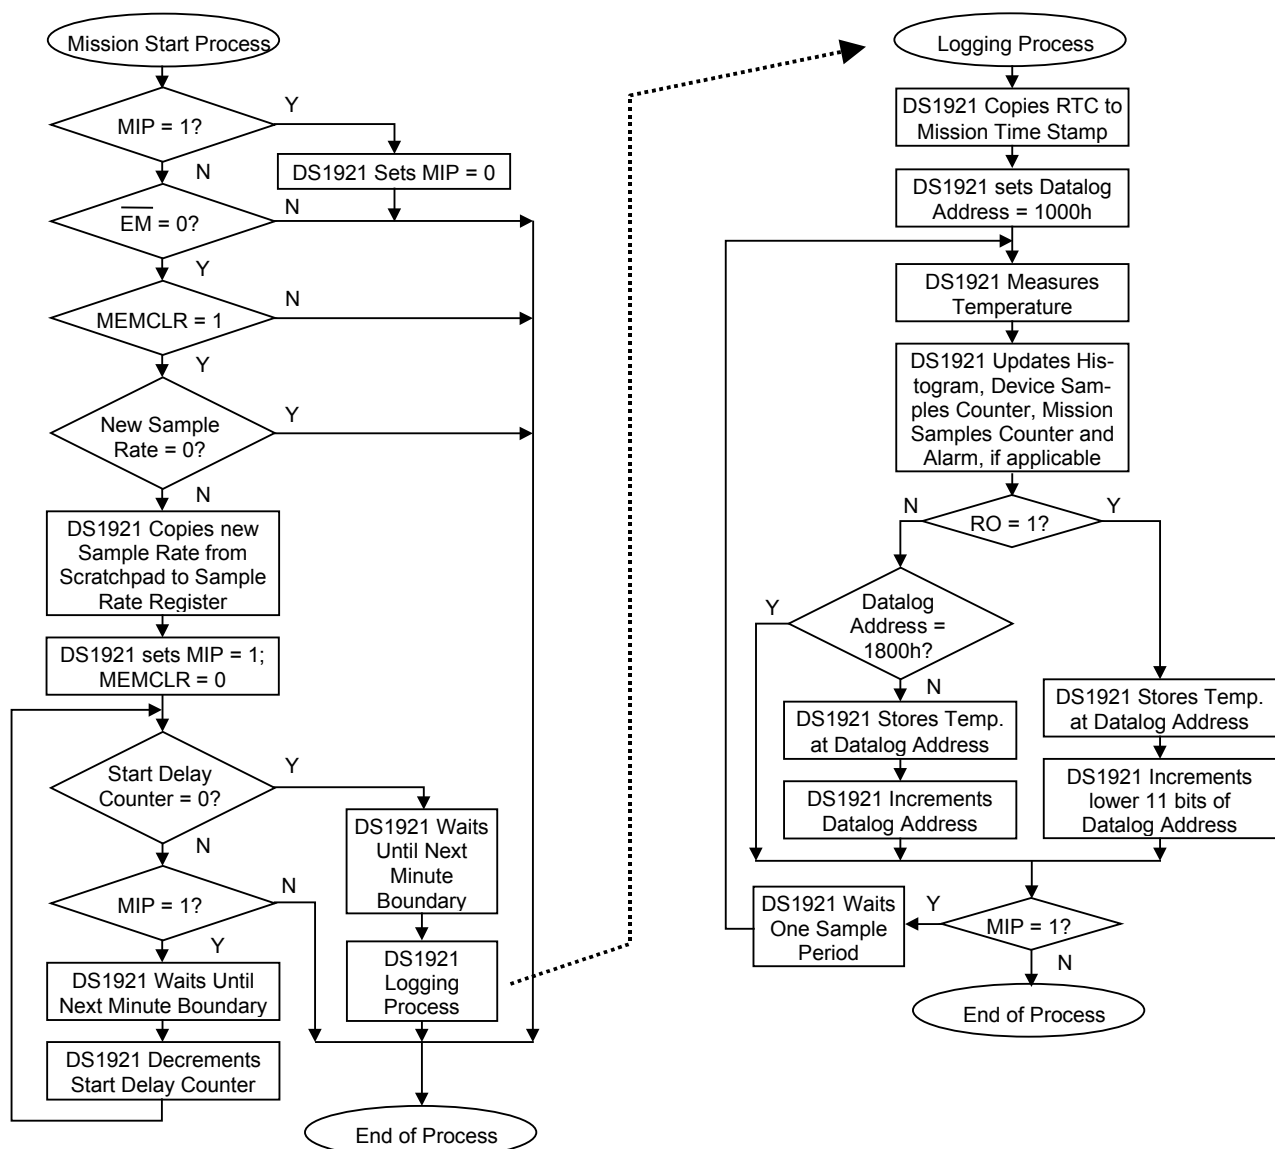 Mission Start Process
MIP = 1?
Y
N
DS1921 Sets MIP = 0
EM = 0?
N
Y
MEMCLR = 1
N
Y
New Sample
Rate = 0?
Y
N
DS1921 Copies new
Sample Rate from
Scratchpad to Sample
Rate Register
DS1921 sets MIP = 1;
MEMCLR = 0
Start Delay
Counter = 0?
Y
N
DS1921 Waits
Until Next
Minute
Boundary
MIP = 1?
N
Y
DS1921 Waits Until
Next Minute Boundary
DS1921
Logging
Process
DS1921 Decrements
Start Delay Counter
End of Process
Logging Process
DS1921 Copies RTC to
Mission Time Stamp
DS1921 sets Datalog
Address = 1000h
DS1921 Measures
Temperature
DS1921 Updates His-
togram, Device Sam-
ples Counter, Mission
Samples Counter and
Alarm, if applicable
N
RO = 1?
Y
Y
Datalog
Address =
1800h?
N
DS1921 Stores Temp.
at Datalog Address
DS1921 Increments
Datalog Address
DS1921 Stores Temp.
at Datalog Address
DS1921 Increments
lower 11 bits of
Datalog Address
DS1921 Waits
One Sample
Period
Y
MIP = 1?
N
End of Process